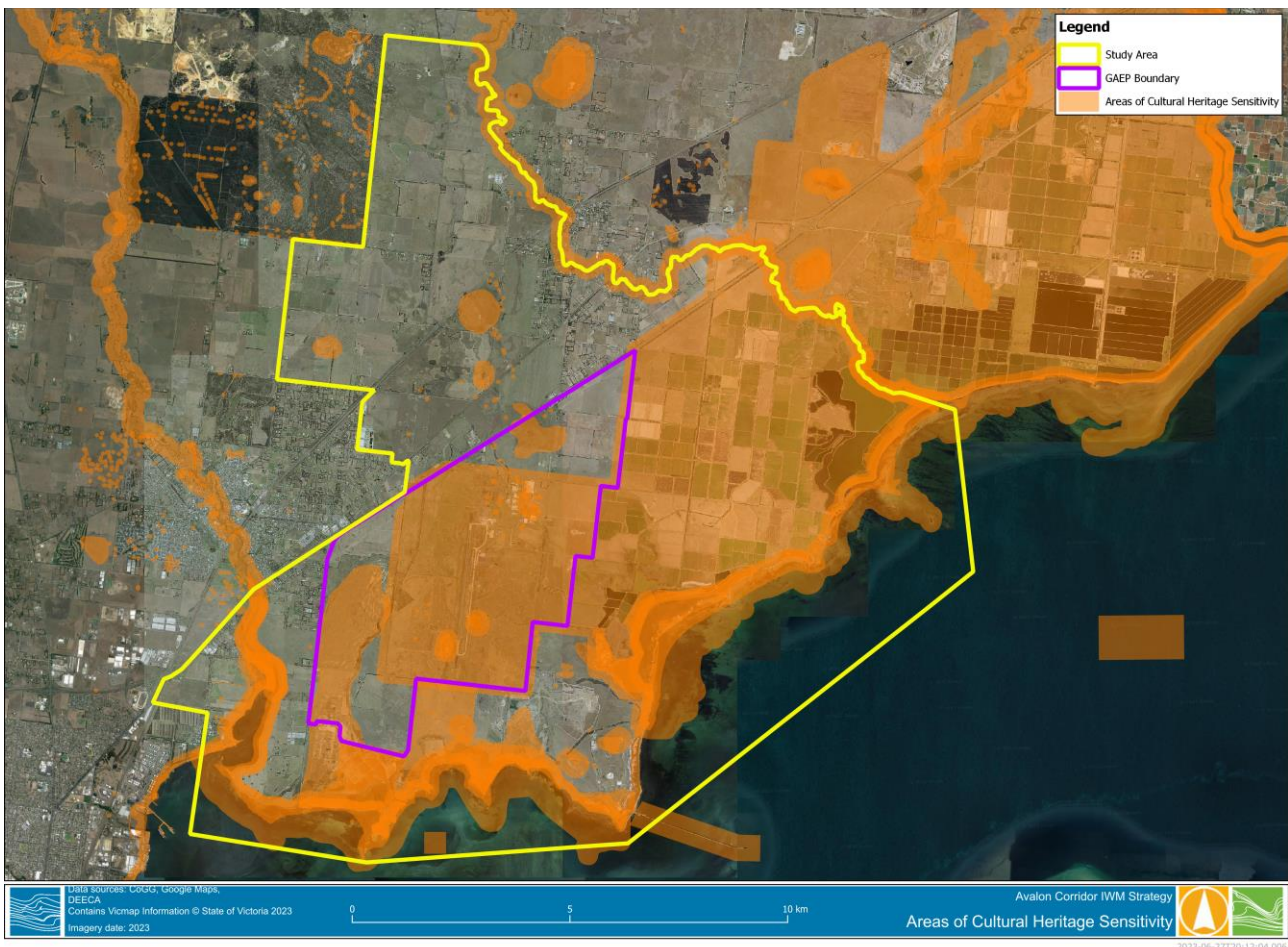 Legend
Study Area
GAEP Boundary
Areas of Cultural Heritage Sensitivity
Data sources: CoGG, Google Maps,
DEECA
Contains Vicmap Information © State of Victoria 2023
Imagery date: 2023
0 5 10 km
Avalon Corridor IWM Strategy
Areas of Cultural Heritage Sensitivity